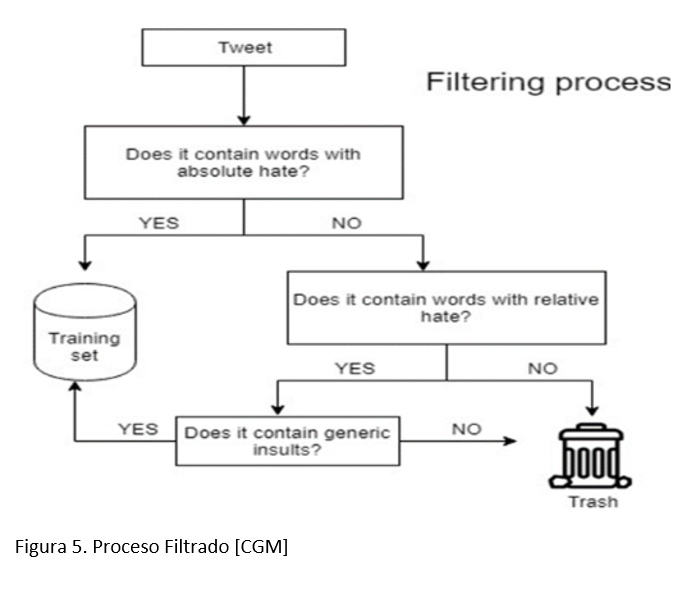 Tweet
Filtering process
Does it contain words with
absolute hate?
YES
NO
Does it contain words with relative
hate?
Training
set
YES
NO
YES
Does it contain generic
insults?
NO
Trash
Figura 5. Proceso Filtrado [CGM]